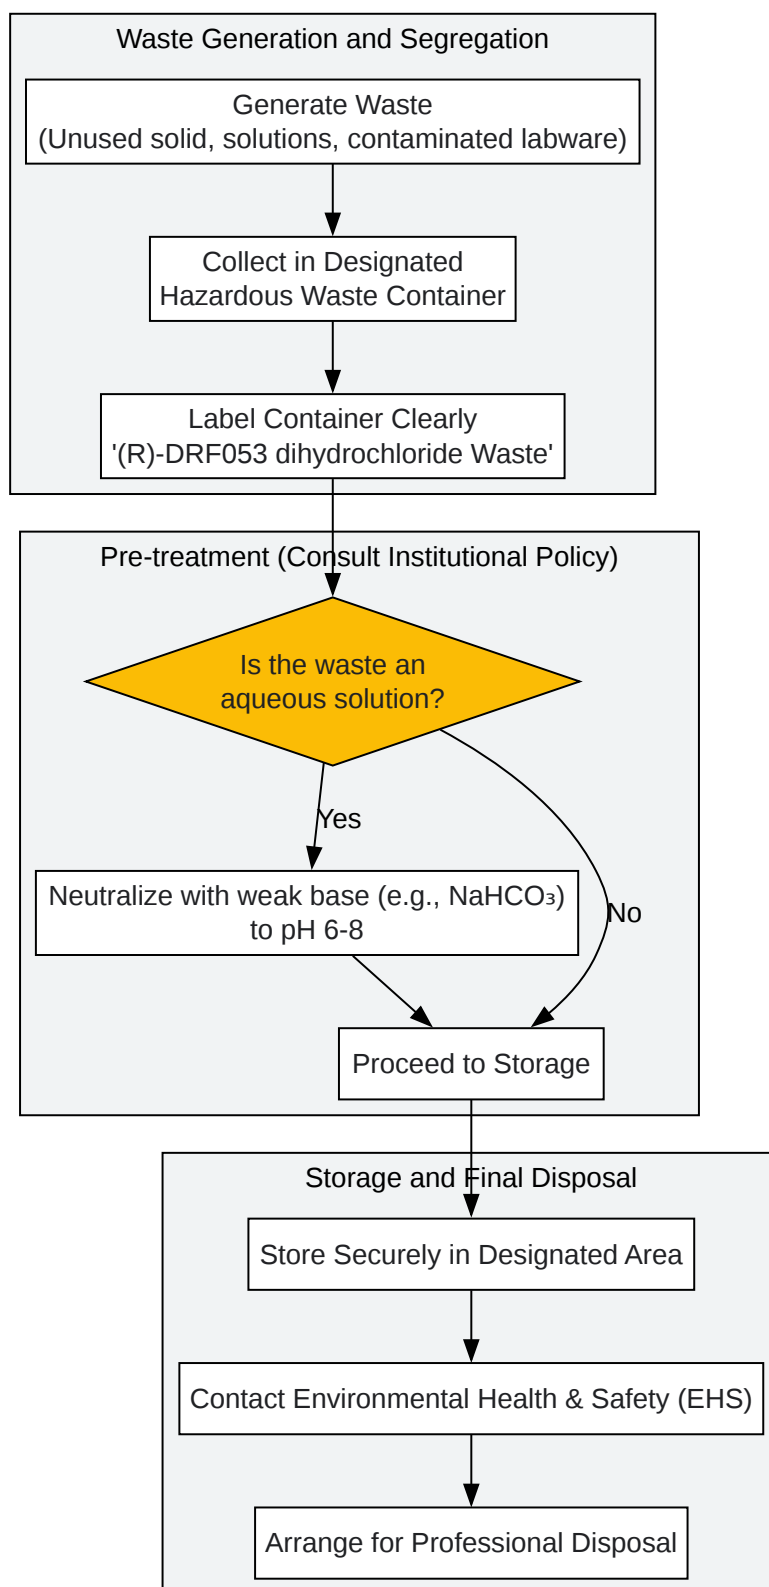 Waste Generation and Segregation
Generate Waste
(Unused solid, solutions, contaminated labware)
Collect in Designated
Hazardous Waste Container
Label Container Clearly
'(R)-DRF053 dihydrochloride Waste'
Pre-treatment (Consult Institutional Policy)
Is the waste an
aqueous solution?
Yes
Neutralize with weak base (e.g., NaHCO₃)
to pH 6-8
No
Proceed to Storage
Storage and Final Disposal
Store Securely in Designated Area
Contact Environmental Health & Safety (EHS)
Arrange for Professional Disposal